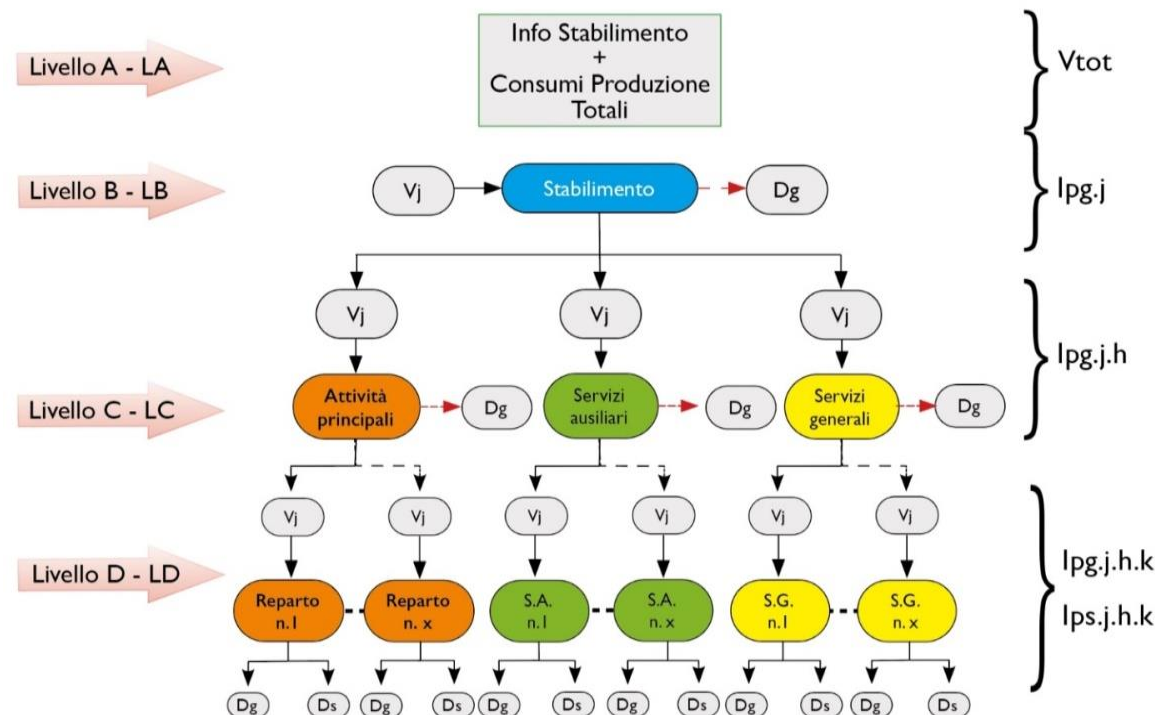 Info Stabilimento
+
Consumi Produzione
Totali
Livello A - LA
Vtot
Livello B - LB
Vj
Stabilimento
Dg
Ipg.j
Vj
Vj
Vj
Ipg.j.h
Livello C - LC
Attività
principali
Dg
Servizi
ausiliari
Dg
Servizi
generali
Dg
Vj
Vj
Vj
Vj
Vj
Vj
Livello D - LD
Ipg.j.h.k
Ips.j.h.k
Reparto
n.1
Reparto
n. x
S.A.
n.1
S.A.
n. x
S.G.
n.1
S.G.
n. x
Dg
Ds
Dg
Ds
Dg
Ds
Dg
Ds
Dg
Ds
Dg
Ds